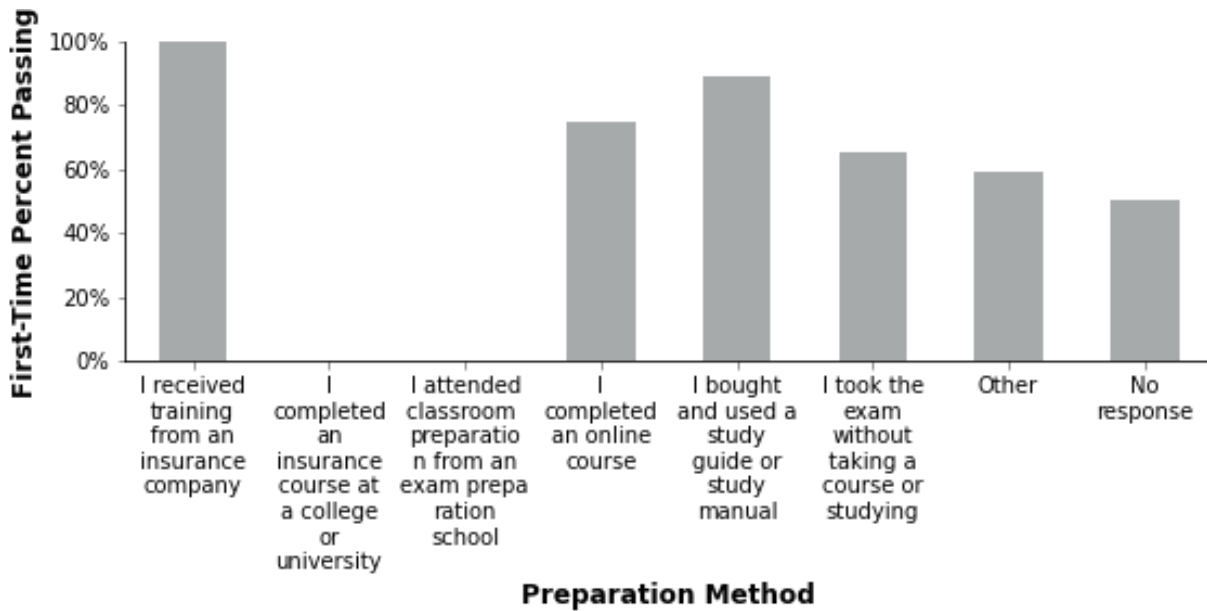 First-Time Percent Passing
100%
80%
60%
40%
20%
0%
I received
training
from an
insurance
company
I
completed
an
insurance
course at
a college
or
university
I attended
classroom
preparatio
n from an
exam prepa
ration
school
I
completed
an online
course
I bought
and used a
study
guide or
study
manual
I took the
exam
without
taking a
course or
studying
Other
No
response
Preparation Method